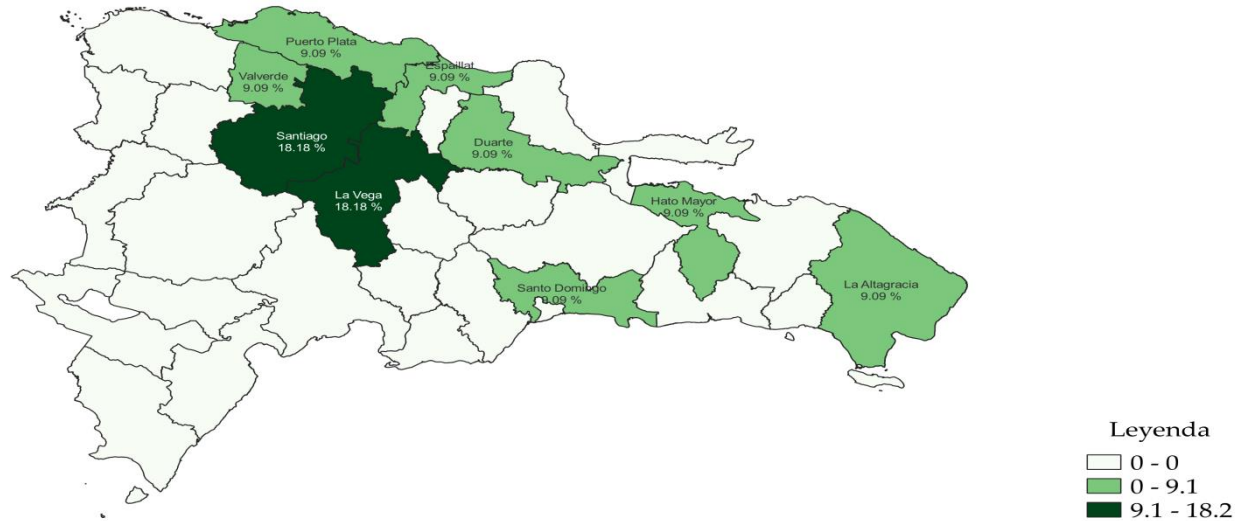 Puerto Plata
9.09 %
Espaillat
9.09 %
Valverde
9.09 %
Santiago
18.18 %
Duarte
9.09 %
La Vega
18.18 %
Hato Mayor
9.09 %
Santo Domingo
9.09 %
La Altagracia
9.09 %
Leyenda
0 - 0
0 - 9.1
9.1 - 18.2